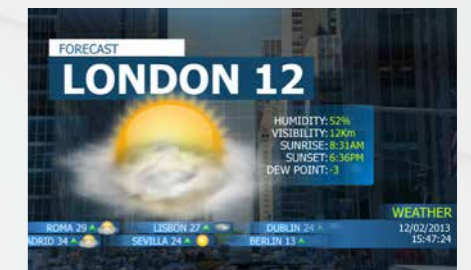 FORECAST
LONDON 12
HUMIDITY: 52%
VISIBILITY: 12Km
SUNRISE: 8:31AM
SUNSET: 6:36PM
DEW POINT: -3
WEATHER
ROMA 29 LISBON 27 DUBLIN 24
12/02/2013
ADRID 34 SEVILLA 24 BERLIN 13
15:47:24